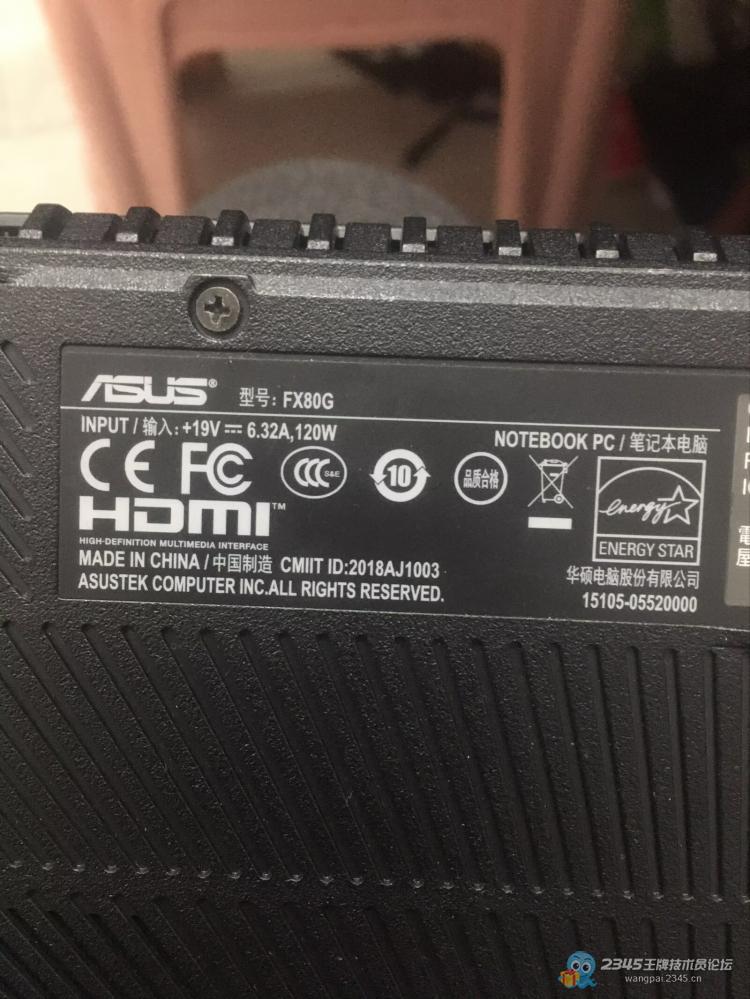 ASUS® 型号: FX80G
INPUT / 输入: +19V ⎓ 6.32A,120W
NOTEBOOK PC / 笔记本电脑
CE FC CCC S&E 10 品质合格
energy
ENERGY STAR
HDMI™
HIGH-DEFINITION MULTIMEDIA INTERFACE
MADE IN CHINA / 中国制造 CMIIT ID:2018AJ1003
华硕电脑股份有限公司
ASUSTEK COMPUTER INC.ALL RIGHTS RESERVED.
15105-05520000
電
屋
2345王牌技术员论坛
wangpai.2345.cn